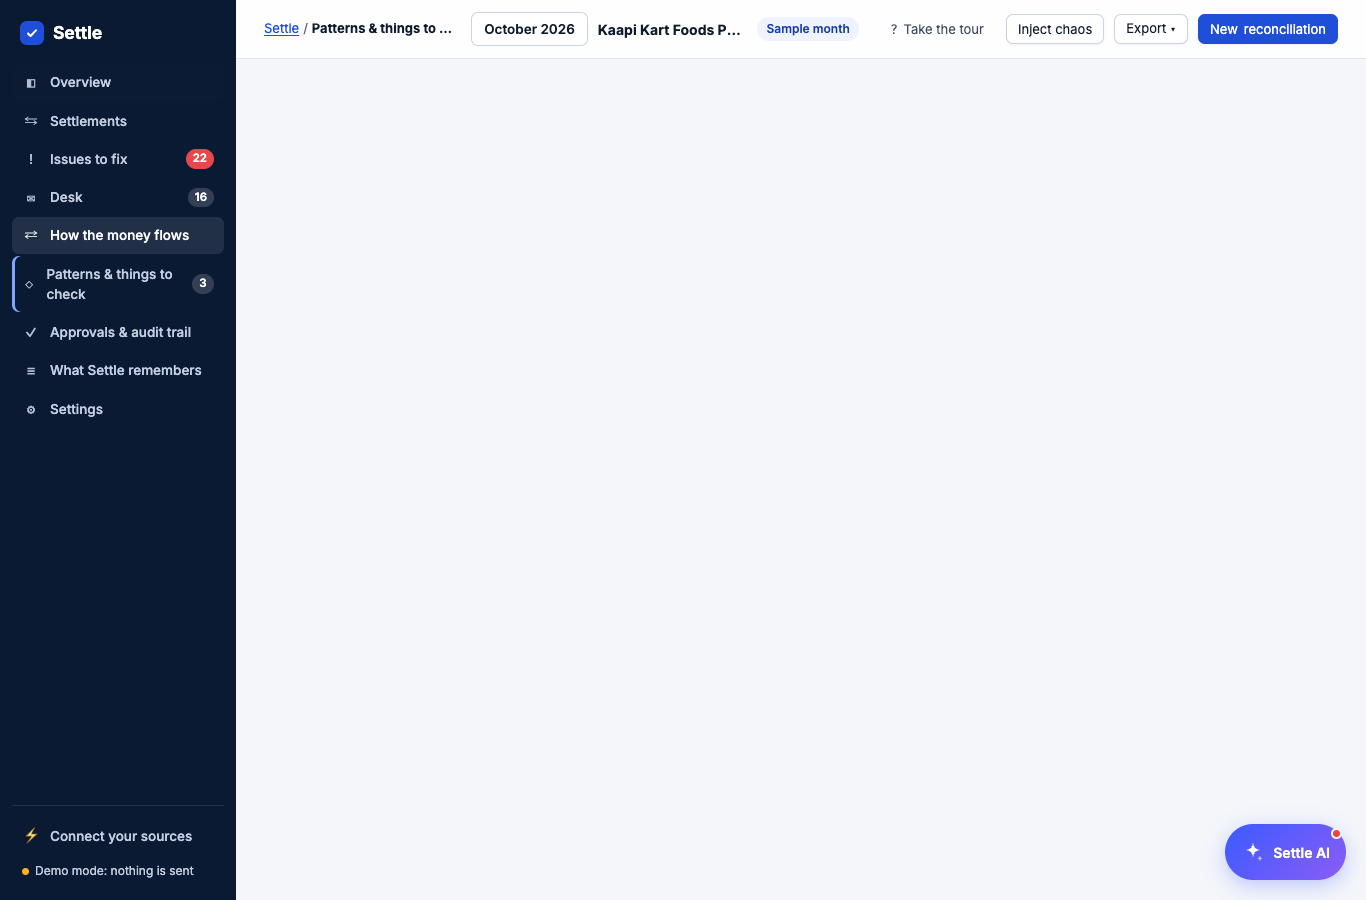 Settle
Overview
Settlements
Issues to fix 22
Desk 16
How the money flows
Patterns & things to check 3
Approvals & audit trail
What Settle remembers
Settings
Connect your sources
Demo mode: nothing is sent
Settle / Patterns & things to ... October 2026 Kaapi Kart Foods P... Sample month ? Take the tour Inject chaos Export New reconciliation
Settle AI